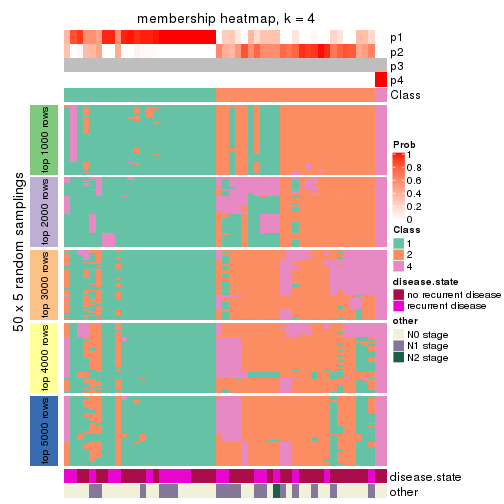 membership heatmap, k = 4
p1
p2
p3
p4
Class
50 x 5 random samplings
top 1000 rows
top 2000 rows
top 3000 rows
top 4000 rows
top 5000 rows
disease.state
other
Prob
1
0.8
0.6
0.4
0.2
0
Class
1
2
4
disease.state
no recurrent disease
recurrent disease
other
N0 stage
N1 stage
N2 stage